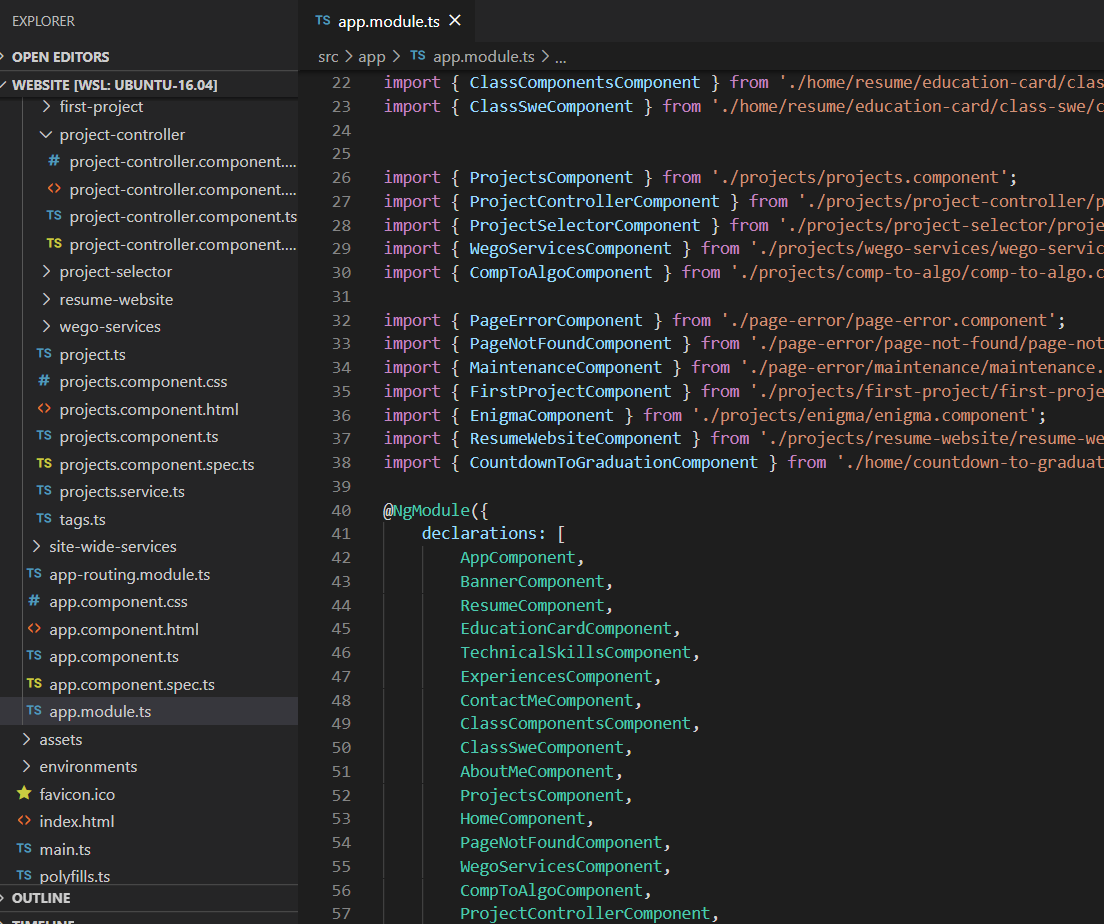 EXPLORER
OPEN EDITORS
WEBSITE [WSL: UBUNTU-16.04]
first-project
project-controller
# project-controller.component....
<> project-controller.component....
TS project-controller.component.ts
TS project-controller.component....
project-selector
resume-website
wego-services
TS project.ts
# projects.component.css
<> projects.component.html
TS projects.component.ts
TS projects.component.spec.ts
TS projects.service.ts
TS tags.ts
site-wide-services
TS app-routing.module.ts
# app.component.css
<> app.component.html
TS app.component.ts
TS app.component.spec.ts
TS app.module.ts
assets
environments
favicon.ico
<> index.html
TS main.ts
TS polyfills.ts
OUTLINE
TIMELINE
TS app.module.ts ×
src > app > TS app.module.ts > ...
22 import { ClassComponentsComponent } from './home/resume/education-card/clas
23 import { ClassSweComponent } from './home/resume/education-card/class-swe/c
24
25
26 import { ProjectsComponent } from './projects/projects.component';
27 import { ProjectControllerComponent } from './projects/project-controller/p
28 import { ProjectSelectorComponent } from './projects/project-selector/proje
29 import { WegoServicesComponent } from './projects/wego-services/wego-servic
30 import { CompToAlgoComponent } from './projects/comp-to-algo/comp-to-algo.c
31
32 import { PageErrorComponent } from './page-error/page-error.component';
33 import { PageNotFoundComponent } from './page-error/page-not-found/page-not
34 import { MaintenanceComponent } from './page-error/maintenance/maintenance.
35 import { FirstProjectComponent } from './projects/first-project/first-proje
36 import { EnigmaComponent } from './projects/enigma/enigma.component';
37 import { ResumeWebsiteComponent } from './projects/resume-website/resume-we
38 import { CountdownToGraduationComponent } from './home/countdown-to-graduat
39
40 @NgModule({
41 declarations: [
42 AppComponent,
43 BannerComponent,
44 ResumeComponent,
45 EducationCardComponent,
46 TechnicalSkillsComponent,
47 ExperiencesComponent,
48 ContactMeComponent,
49 ClassComponentsComponent,
50 ClassSweComponent,
51 AboutMeComponent,
52 ProjectsComponent,
53 HomeComponent,
54 PageNotFoundComponent,
55 WegoServicesComponent,
56 CompToAlgoComponent,
57 ProjectControllerComponent,